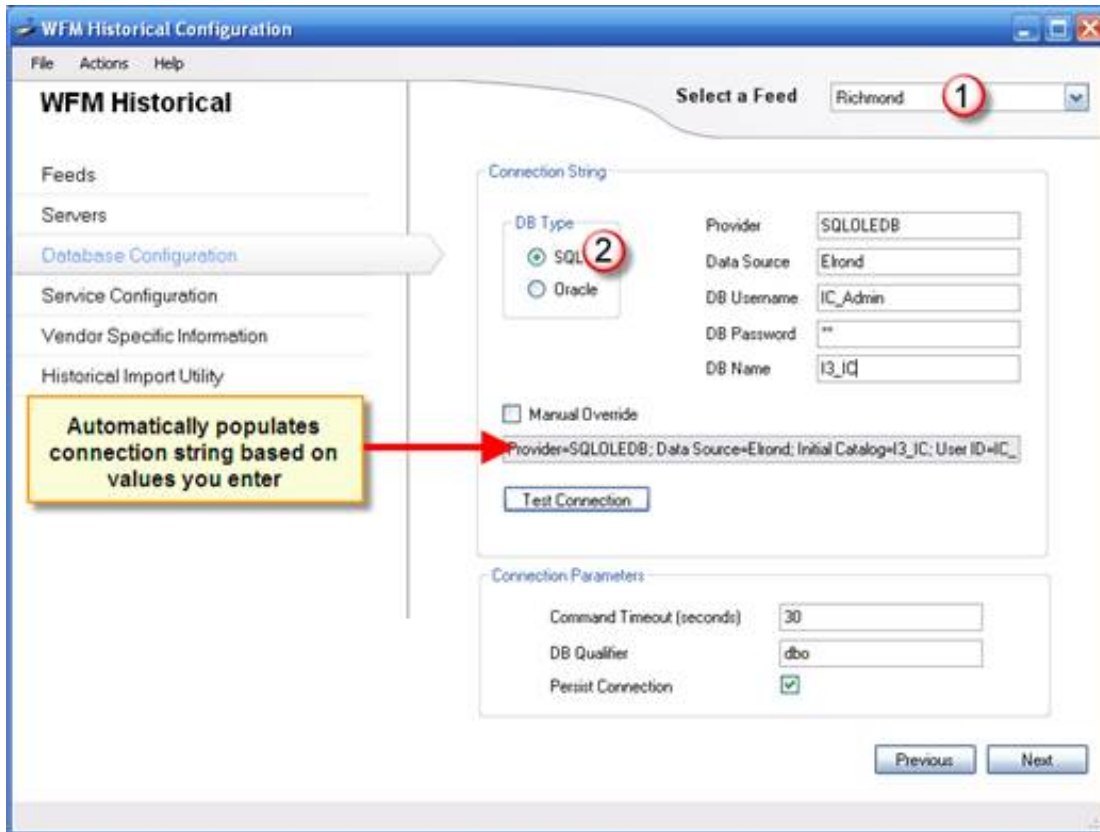 WFM Historical Configuration
File Actions Help
WFM Historical
Select a Feed Richmond 1
Feeds
Servers
Database Configuration
Service Configuration
Vendor Specific Information
Historical Import Utility
Automatically populates
connection string based on
values you enter
Connection String
DB Type
SQL 2
Oracle
Provider SQLOLEDB
Data Source Elrond
DB Username IC_Admin
DB Password **
DB Name I3_IC
Manual Override
Provider=SQLOLEDB; Data Source=Elrond; Initial Catalog=I3_IC; User ID=IC_
Test Connection
Connection Parameters
Command Timeout (seconds) 30
DB Qualifier dbo
Persist Connection
Previous Next